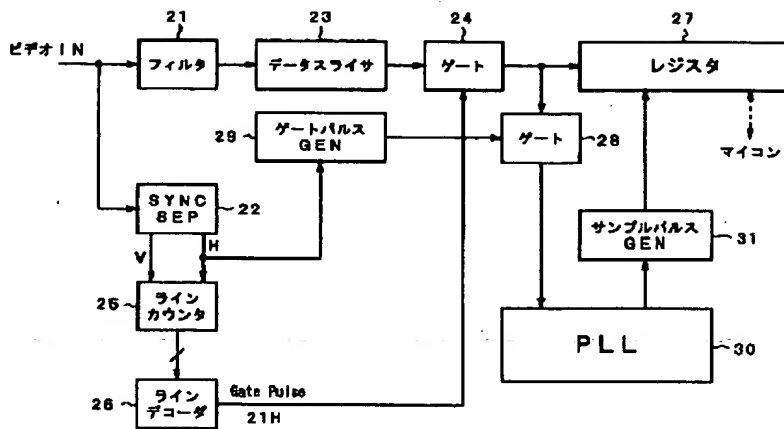 21
23
24
27
ビデオIN
フィルタ
データスライサ
ゲート
レジスタ
29
ゲートパルス
GEN
ゲート
28
マイコン
SYNC
SEP
22
サンプルパルス
GEN
31
V
H
25
ライン
カウンタ
PLL
30
26
ライン
デコーダ
Gate Pulse
21H